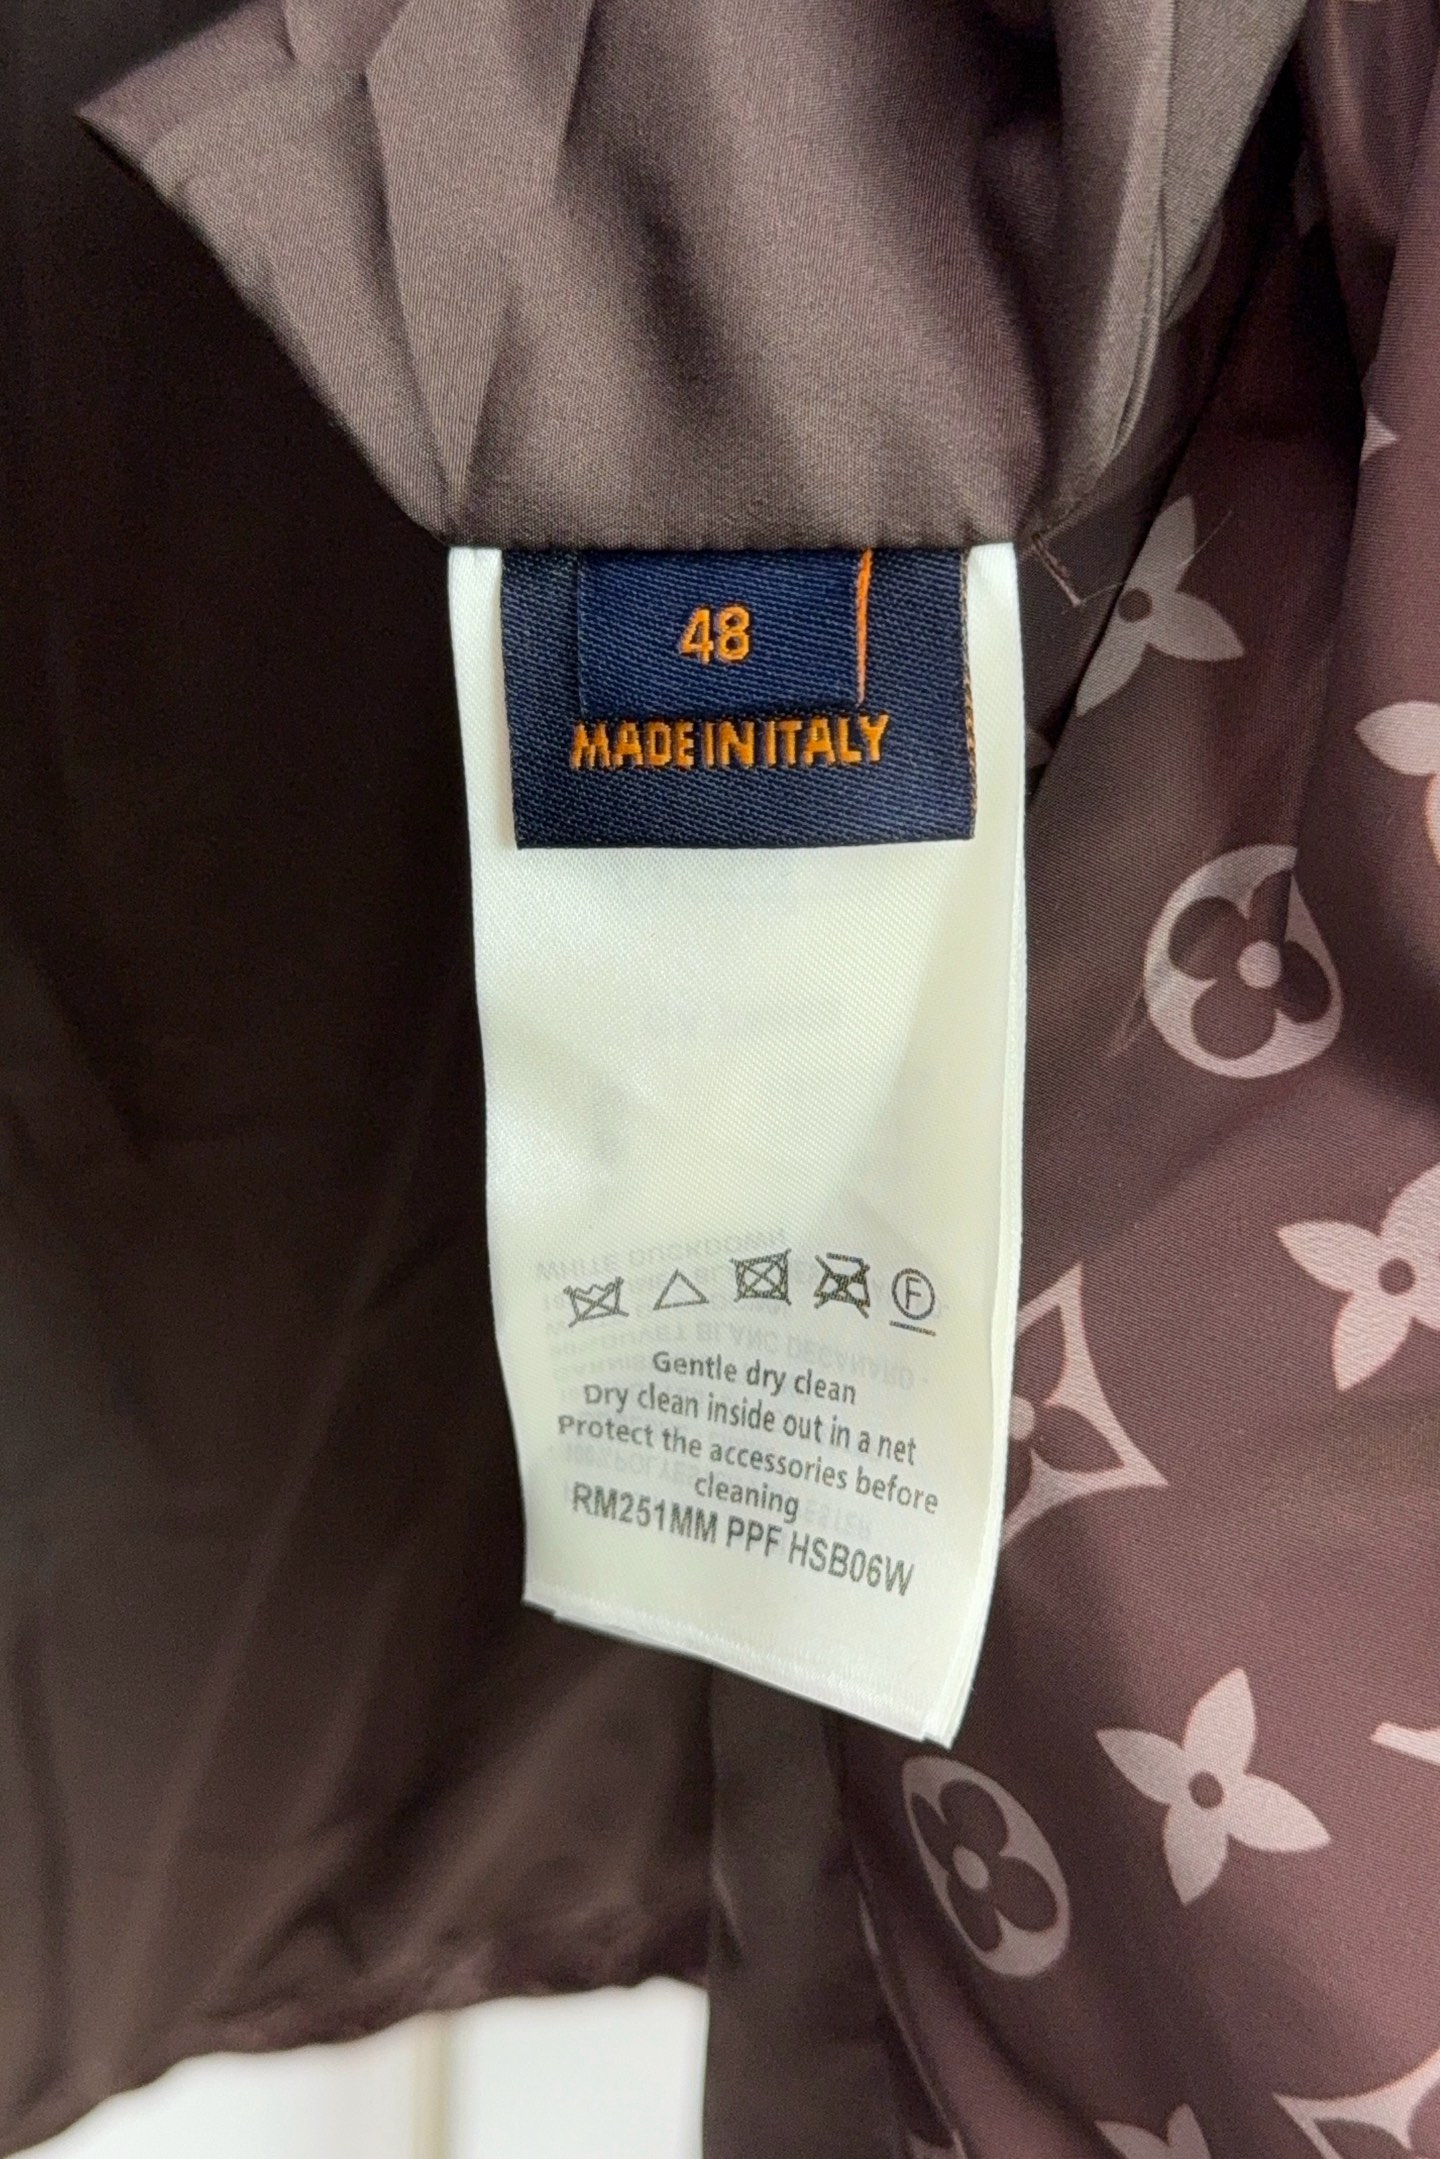 48
MADE IN ITALY
F
Gentle dry clean
Dry clean inside out in a net
Protect the accessories before
cleaning
RM251MM PPF HSB06W